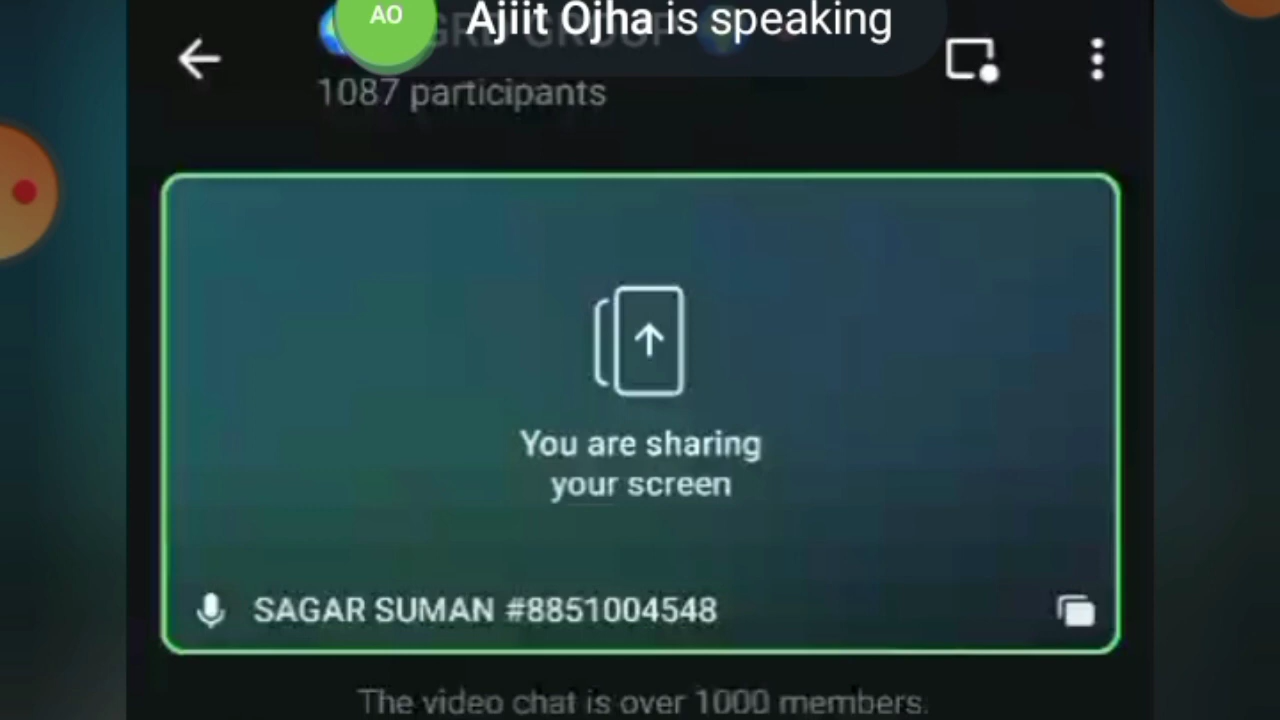 AO
Ajiit Ojha is speaking
GROUP
1087 participants
You are sharing
your screen
SAGAR SUMAN #8851004548
The video chat is over 1000 members.